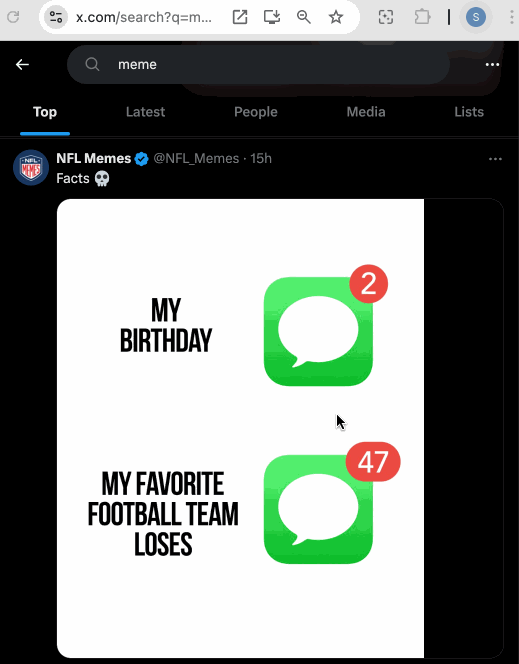 x.com/search?q=m...
S
meme
Top Latest People Media Lists
NFL Memes @NFL_Memes · 15h
Facts 💀
MY
BIRTHDAY
2
MY FAVORITE
FOOTBALL TEAM
LOSES
47